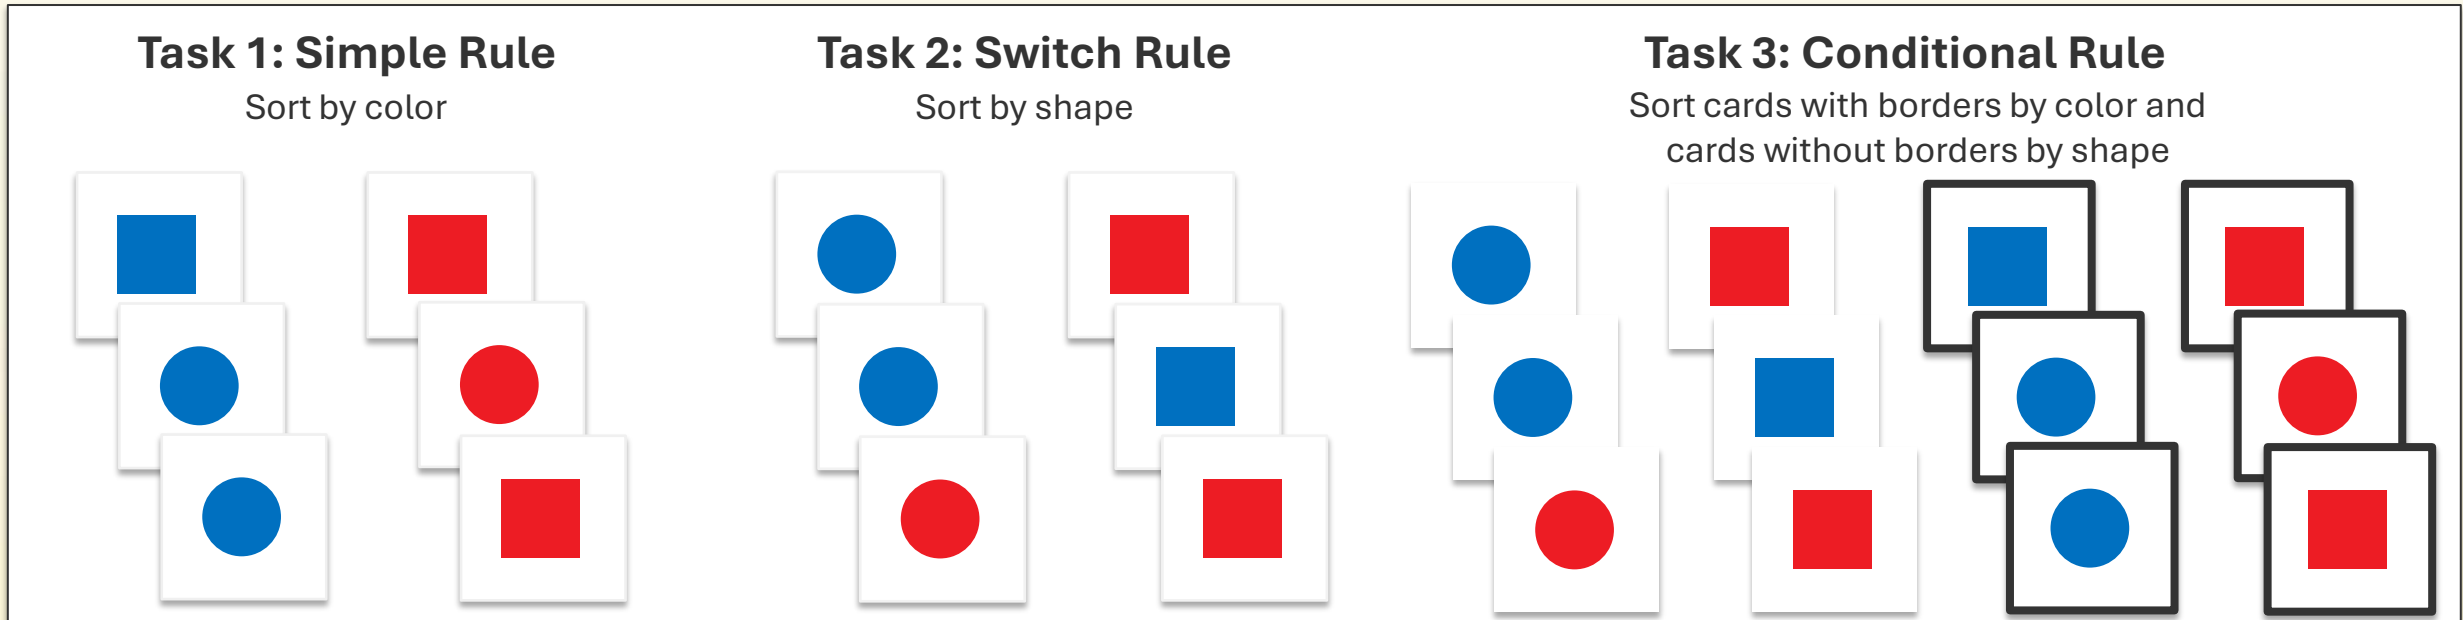 Task 1: Simple Rule
Sort by color
Task 2: Switch Rule
Sort by shape
Task 3: Conditional Rule
Sort cards with borders by color and
cards without borders by shape